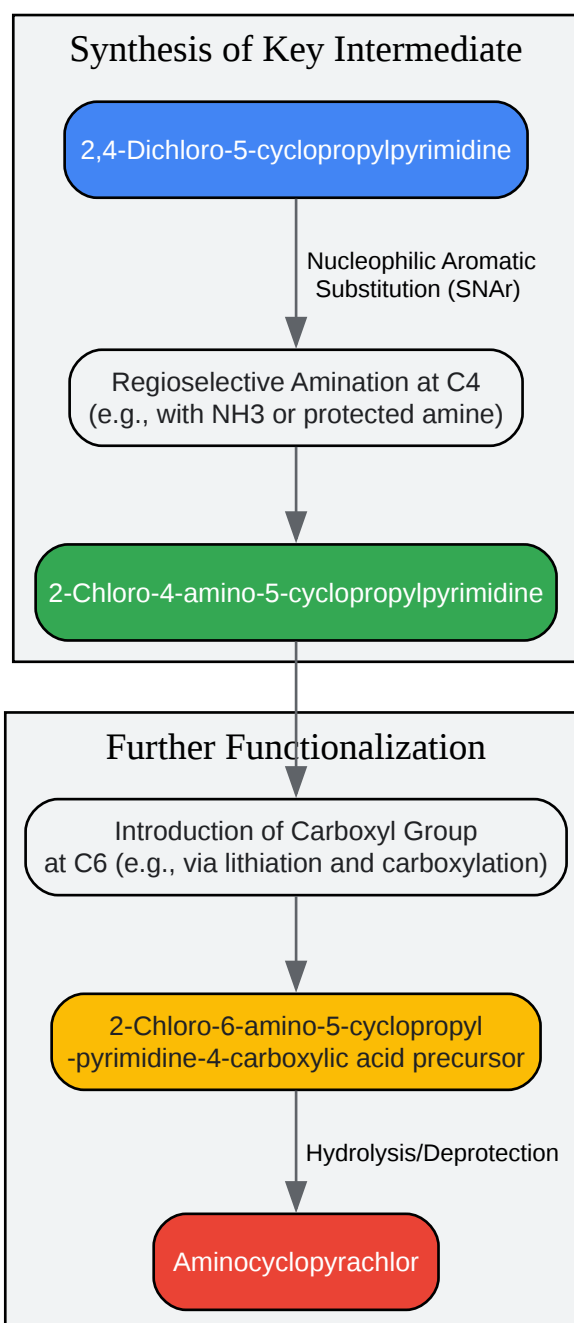 Synthesis of Key Intermediate
2,4-Dichloro-5-cyclopropylpyrimidine
Nucleophilic Aromatic
Substitution (SNAr)
Regioselective Amination at C4
(e.g., with NH3 or protected amine)
2-Chloro-4-amino-5-cyclopropylpyrimidine
Further Functionalization
Introduction of Carboxyl Group
at C6 (e.g., via lithiation and carboxylation)
2-Chloro-6-amino-5-cyclopropyl
-pyrimidine-4-carboxylic acid precursor
Hydrolysis/Deprotection
Aminocyclopyrachlor